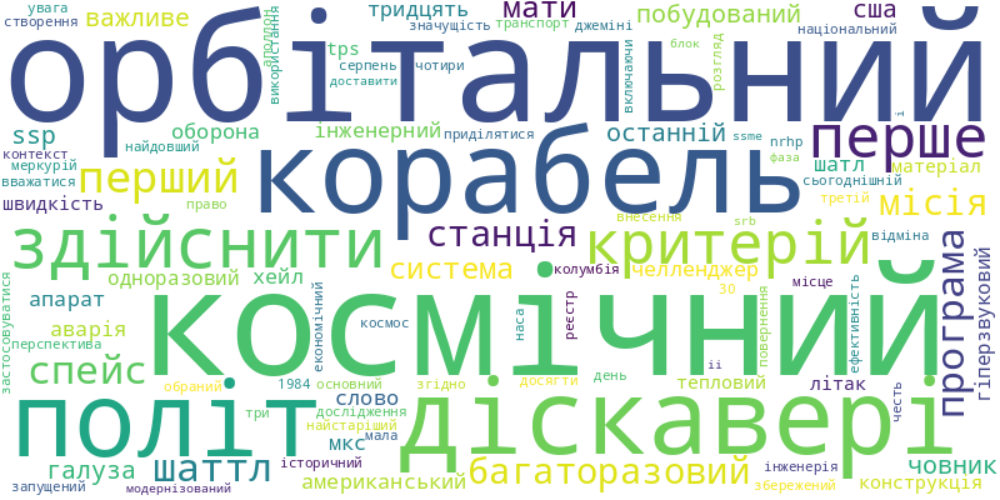 увага
створення
важливе
аполлон
використання
тридцять
мати
значущість
транспорт
джеміні
побудований
сша
національний
орбітальний
tps
серпень
чотири
доставити
включаючи
блок
розгляд
і
ssp
оборона
інженерний
приділятися
останній
ssme
nrhp
перше
контекст
найдовший
меркурій
вважатися
фаза
шатл
матеріал
сьогоднішній
перший
корабель
швидкість
право
третій
місія
внесення
srb
здійснити
станція
критерій
відміна
програма
гіперзвуковий
одноразовий
хейл
система
колумбія
челленджер
30
місце
застосовуватися
апарат
економічний
космічний
космос
наса
реєстр
повернення
ефективність
аварія
перспектива
спейс
іі
обраний
1984
основний
згідно
досягти
день
тепловий
літак
честь
політ
три
слово
дослідження
найстаріший
мкс
мала
діскавері
галуза
шаттл
історичний
багаторазовий
інженерія
човник
запущений
модернізований
американський
збережений
конструкція